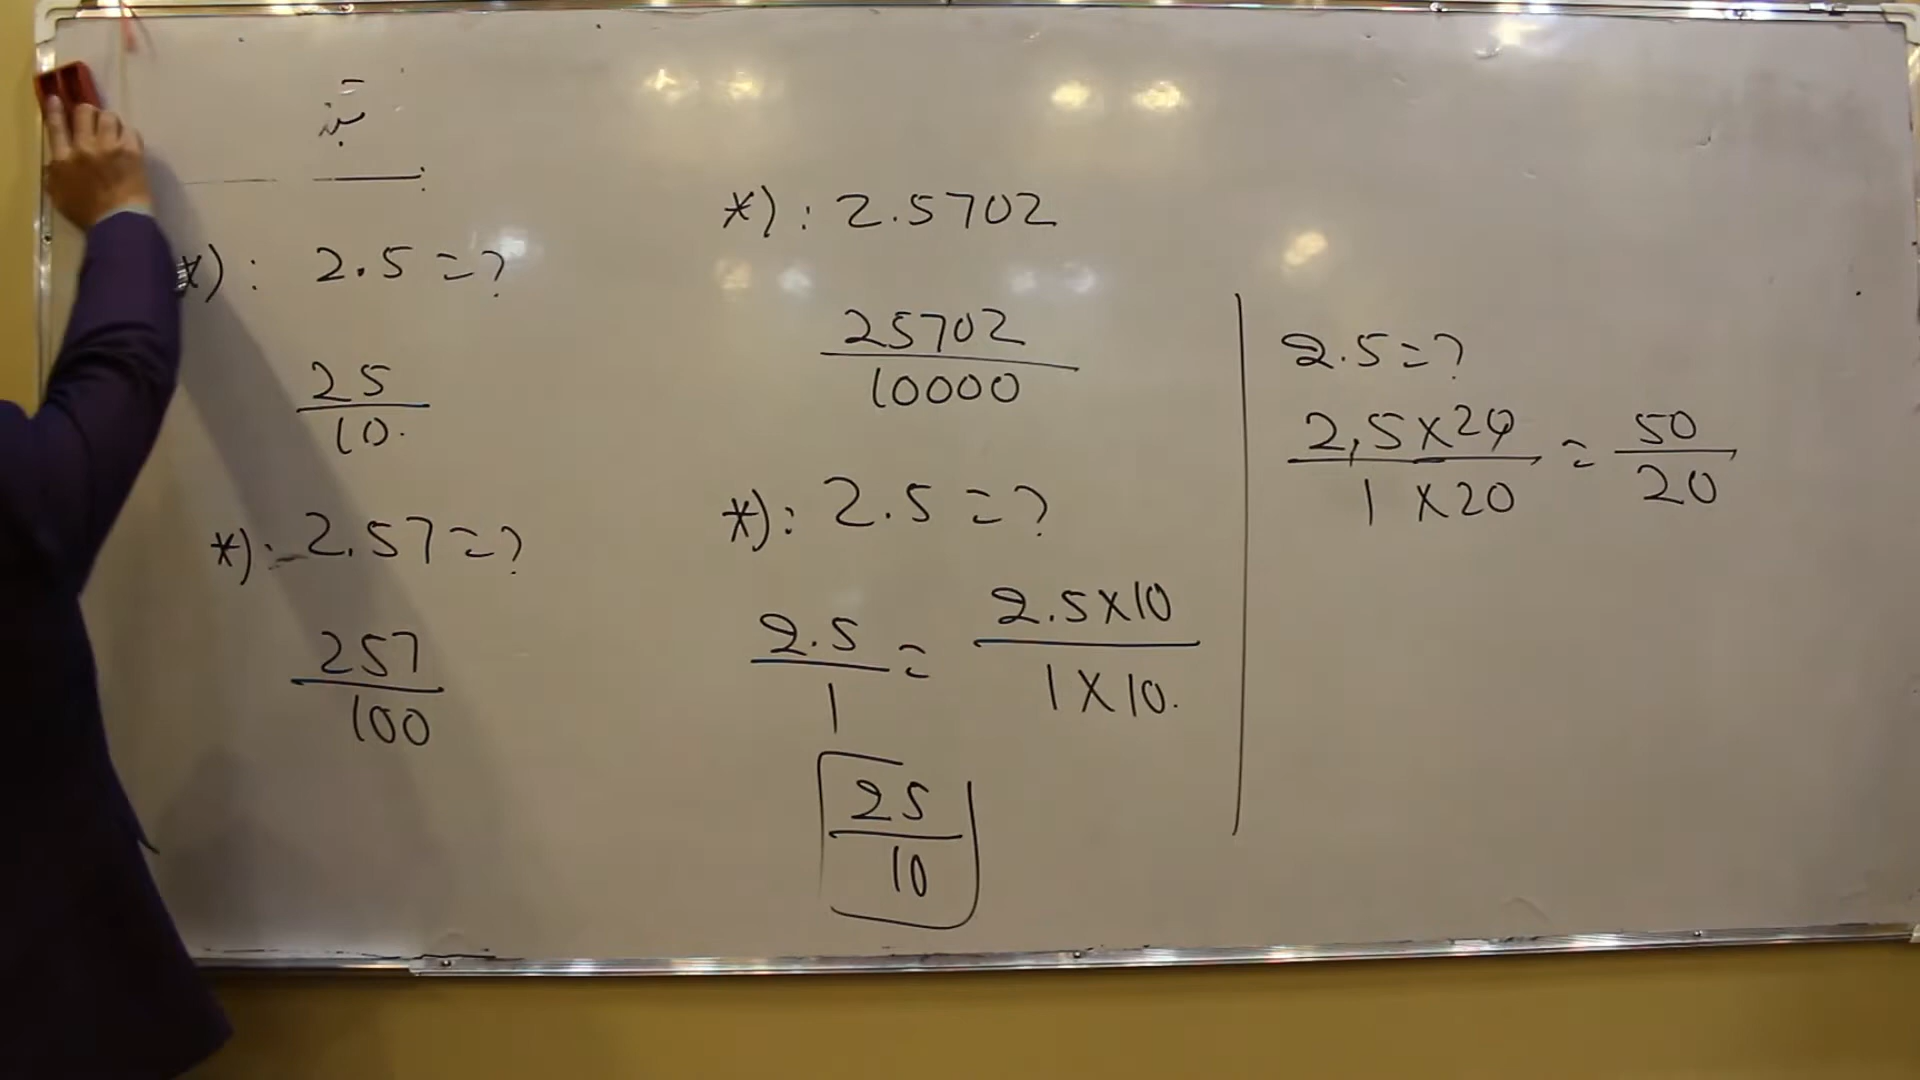 *) : 2.5 = ?
25
10.
*) : 2.57 = ?
257
100
*) : 2.5702
25702
10000
*) : 2.5 = ?
2.5 = 2.5 X 10
1 1 X 10.
25
10
2.5 = ?
2,5 X 20 = 50
1 X 20 20